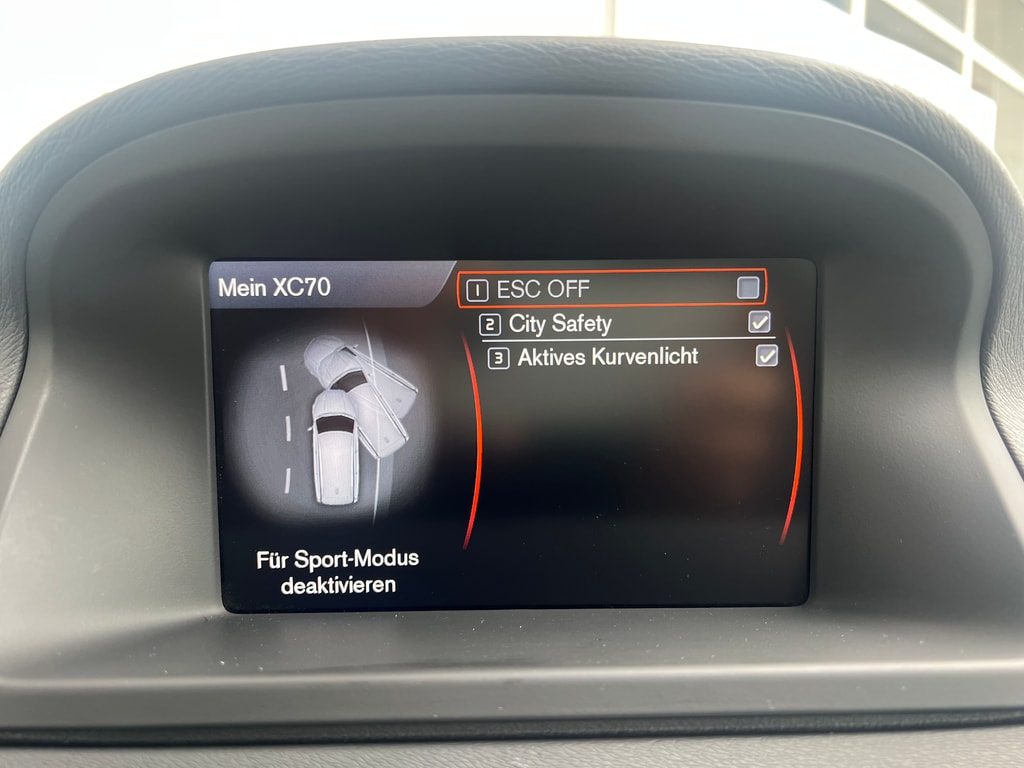 Mein XC70
1 ESC OFF
2 City Safety
3 Aktives Kurvenlicht
Für Sport-Modus
deaktivieren